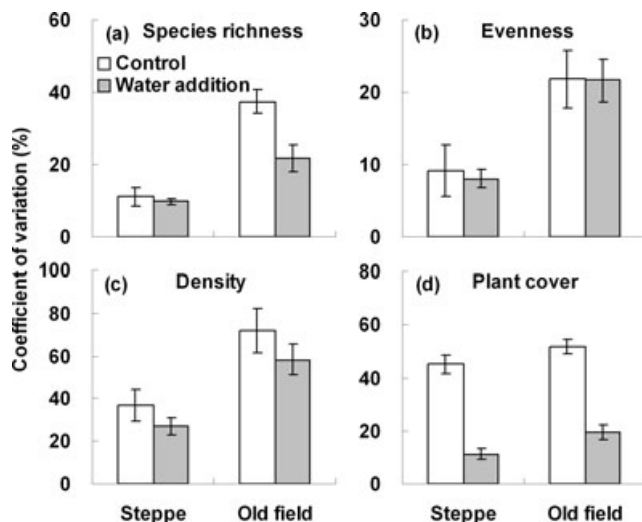 (a) Species richness
Control
Water addition
60
40
20
0
(b) Evenness
30
20
10
0
Coefficient of variation (%)
(c) Density
100
80
60
40
20
0
(d) Plant cover
80
60
40
20
0
Steppe Old field
Steppe Old field